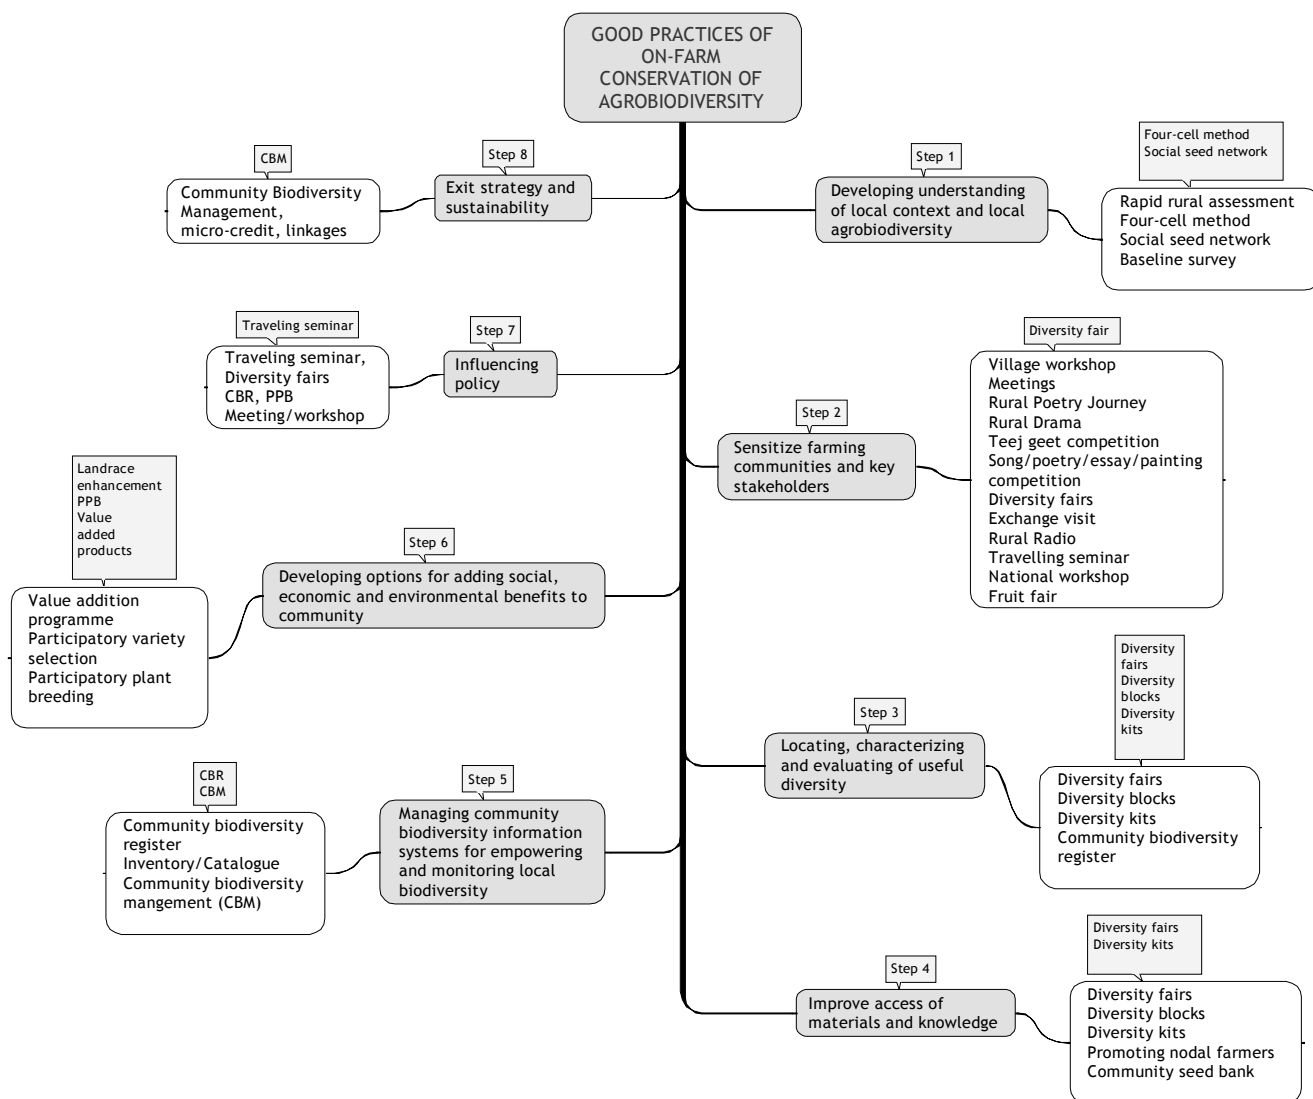 GOOD PRACTICES OF
ON-FARM
CONSERVATION OF
AGROBIODIVERSITY
Step 1
Developing understanding
of local context and local
agrobiodiversity
Four-cell method
Social seed network
Rapid rural assessment
Four-cell method
Social seed network
Baseline survey
Step 2
Sensitize farming
communities and key
stakeholders
Diversity fair
Village workshop
Meetings
Rural Poetry Journey
Rural Drama
Teej geet competition
Song/poetry/essay/painting
competition
Diversity fairs
Exchange visit
Rural Radio
Travelling seminar
National workshop
Fruit fair
Step 3
Locating, characterizing
and evaluating of useful
diversity
Diversity
fairs
Diversity
blocks
Diversity
kits
Diversity fairs
Diversity blocks
Diversity kits
Community biodiversity
register
Step 4
Improve access of
materials and knowledge
Diversity fairs
Diversity kits
Diversity fairs
Diversity blocks
Diversity kits
Promoting nodal farmers
Community seed bank
Step 5
Managing community
biodiversity information
systems for empowering
and monitoring local
biodiversity
CBR
CBM
Community biodiversity
register
Inventory/Catalogue
Community biodiversity
mangement (CBM)
Step 6
Developing options for adding social,
economic and environmental benefits to
community
Landrace
enhancement
PPB
Value
added
products
Value addition
programme
Participatory variety
selection
Participatory plant
breeding
Step 7
Influencing
policy
Traveling seminar
Traveling seminar,
Diversity fairs
CBR, PPB
Meeting/workshop
Step 8
Exit strategy and
sustainability
CBM
Community Biodiversity
Management,
micro-credit, linkages